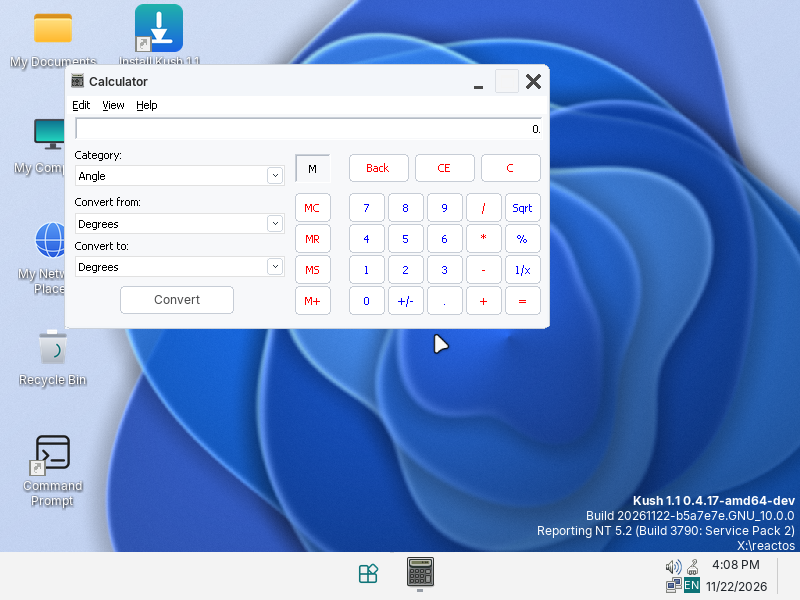 My Documents
Install Kush 1.1
Calculator
Edit View Help
0.
Category:
Angle
M
Back CE C
Convert from:
Degrees
Convert to:
Degrees
Convert
MC 7 8 9 / Sqrt
MR 4 5 6 * %
MS 1 2 3 - 1/x
M+ 0 +/- . + =
My Comp
My Netw
Place
Recycle Bin
Command
Prompt
Kush 1.1 0.4.17-amd64-dev
Build 20261122-b5a7e7e.GNU_10.0.0
Reporting NT 5.2 (Build 3790: Service Pack 2)
X:\reactos
4:08 PM
EN 11/22/2026